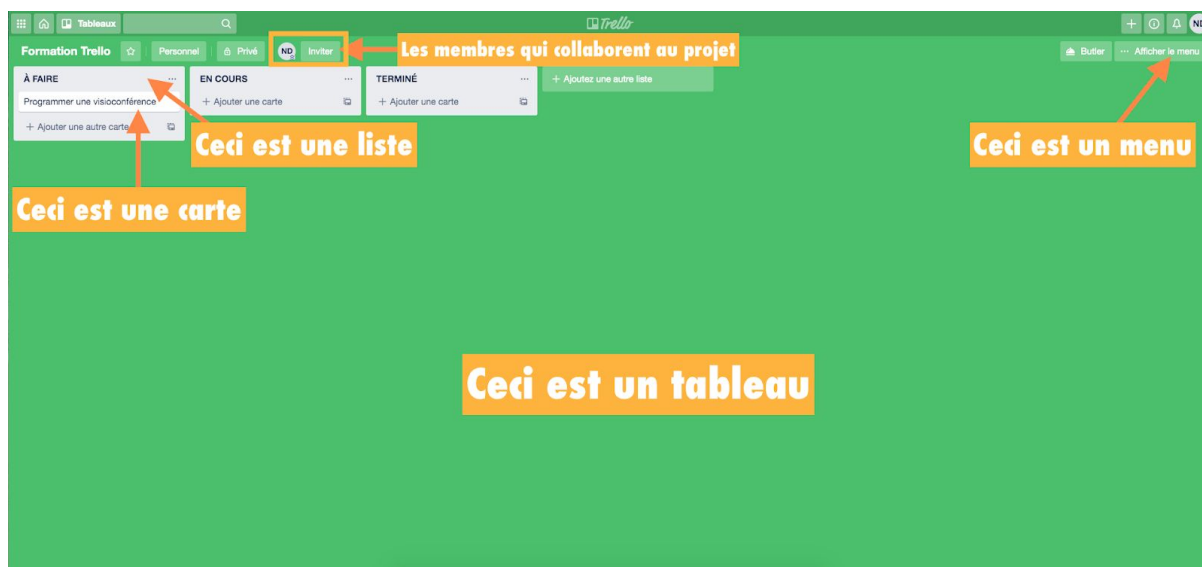 Tableaux
Trello
ND
Formation Trello
Personnel
Privé
ND
Inviter
Les membres qui collaborent au projet
Butler
··· Afficher le menu
À FAIRE ···
EN COURS ···
TERMINÉ ···
+ Ajoutez une autre liste
Programmer une visioconférence
+ Ajouter une carte
+ Ajouter une carte
+ Ajouter une autre carte
Ceci est une liste
Ceci est un menu
Ceci est une carte
Ceci est un tableau